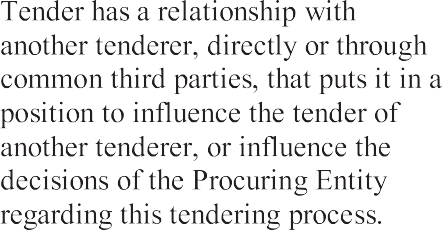 Tender has a relationship with
another tenderer, directly or through
common third parties, that puts it in a
position to influence the tender of
another tenderer, or influence the
decisions of the Procuring Entity
regarding this tendering process.